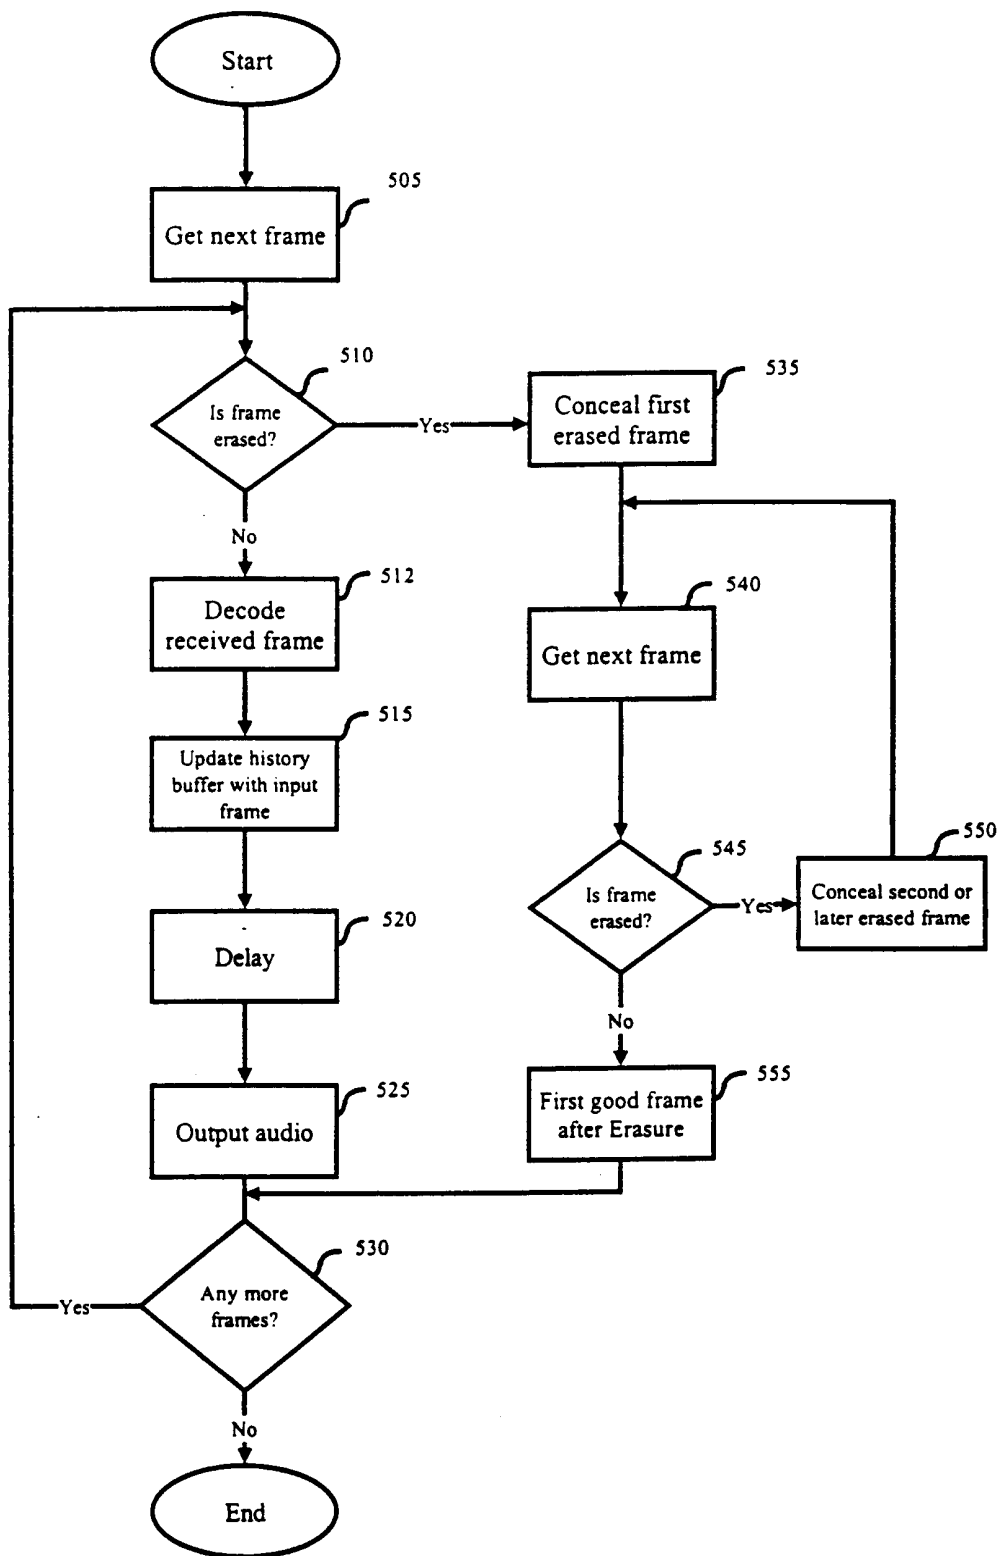 Start
505
Get next frame
510
Is frame
erased?
Yes
535
Conceal first
erased frame
No
512
Decode
received frame
540
Get next frame
515
Update history
buffer with input
frame
545
Is frame
erased?
Yes
550
Conceal second or
later erased frame
520
Delay
No
555
First good frame
after Erasure
525
Output audio
530
Any more
frames?
Yes
No
End